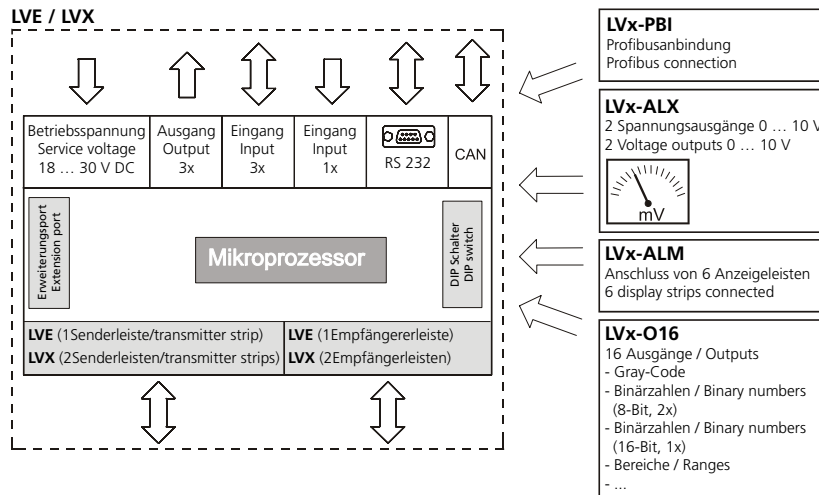 LVE / LVX
Betriebsspannung
Service voltage
18 … 30 V DC
Ausgang
Output
3x
Eingang
Input
3x
Eingang
Input
1x
RS 232
CAN
Erweiterungsport
Extension port
Mikroprozessor
DIP Schalter
DIP switch
LVE (1Senderleiste/transmitter strip)
LVX (2Senderleisten/transmitter strips)
LVE (1Empfängererleiste)
LVX (2Empfängerleisten)
LVx-PBI
Profibusanbindung
Profibus connection
LVx-ALX
2 Spannungsausgänge 0 … 10 V
2 Voltage outputs 0 … 10 V
mV
LVx-ALM
Anschluss von 6 Anzeigeleisten
6 display strips connected
LVx-O16
16 Ausgänge / Outputs
- Gray-Code
- Binärzahlen / Binary numbers
(8-Bit, 2x)
- Binärzahlen / Binary numbers
(16-Bit, 1x)
- Bereiche / Ranges
- ...